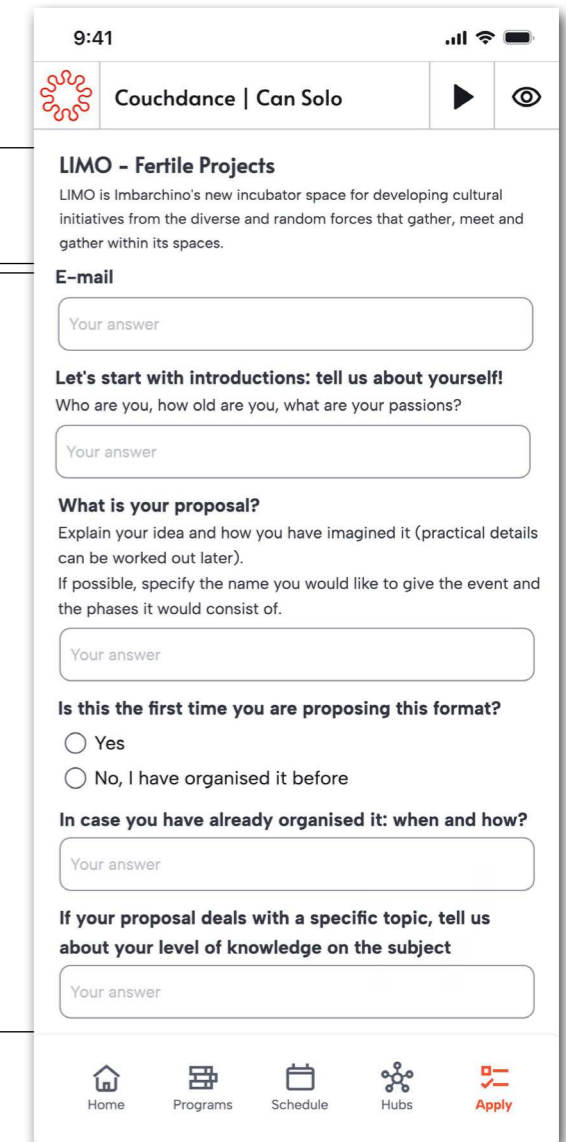 9:41
Couchdance | Can Solo
LIMO - Fertile Projects
LIMO is Imbarchino's new incubator space for developing cultural
initiatives from the diverse and random forces that gather, meet and
gather within its spaces.
E-mail
Your answer
Let's start with introductions: tell us about yourself!
Who are you, how old are you, what are your passions?
Your answer
What is your proposal?
Explain your idea and how you have imagined it (practical details
can be worked out later).
If possible, specify the name you would like to give the event and
the phases it would consist of.
Your answer
Is this the first time you are proposing this format?
Yes
No, I have organised it before
In case you have already organised it: when and how?
Your answer
If your proposal deals with a specific topic, tell us
about your level of knowledge on the subject
Your answer
Home Programs Schedule Hubs Apply